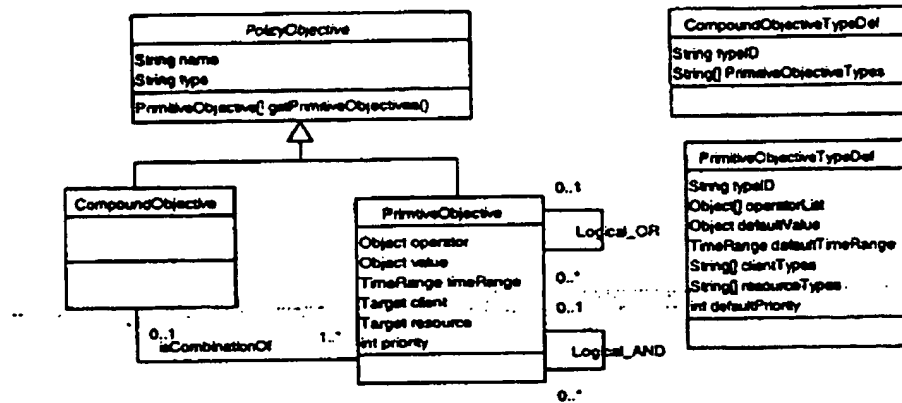 PolicyObjective
String name
String type
PrimitiveObjective[] getPrimitiveObjectives()
CompoundObjectiveTypeDef
String typeID
String[] PrimitiveObjectiveTypes
PrimitiveObjectiveTypeDef
String typeID
Object[] operatorList
Object defaultValue
TimeRange defaultTimeRange
String[] clientTypes
String[] resourceTypes
int defaultPriority
CompoundObjective
PrimitiveObjective
Object operator
Object value
TimeRange timeRange
Target client
Target resource
int priority
0..1
Logical_OR
0..*
0..1
Logical_AND
0..*
0..1
isCombinationOf
1..*